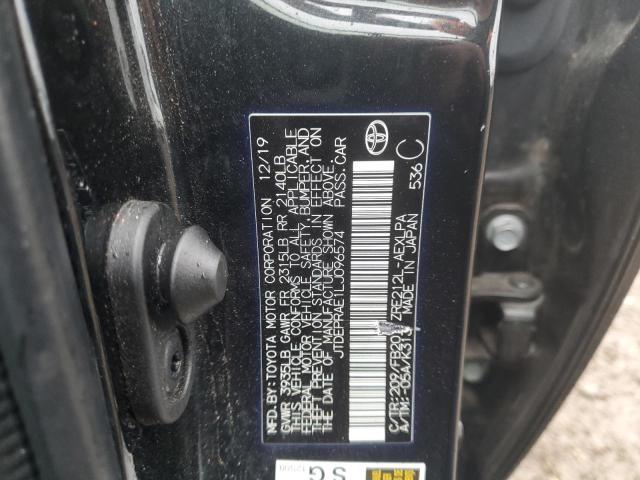 MFD.BY:TOYOTA MOTOR CORPORATION 12/19
GVWR 3935LB GAWR FR 2315LB RR 2140LB
THIS VEHICLE CONFORMS TO ALL APPLICABLE
FEDERAL MOTOR VEHICLE SAFETY, BUMPER, AND
THEFT PREVENTION STANDARDS IN EFFECT ON
THE DATE OF MANUFACTURE SHOWN ABOVE.
JTDEPRAE1LJ096574 PASS.CAR
C/TR:209/FB20 ZRE212L-AEXLPA
A/TM:-05A/K313 MADE IN JAPAN 536 C
SG